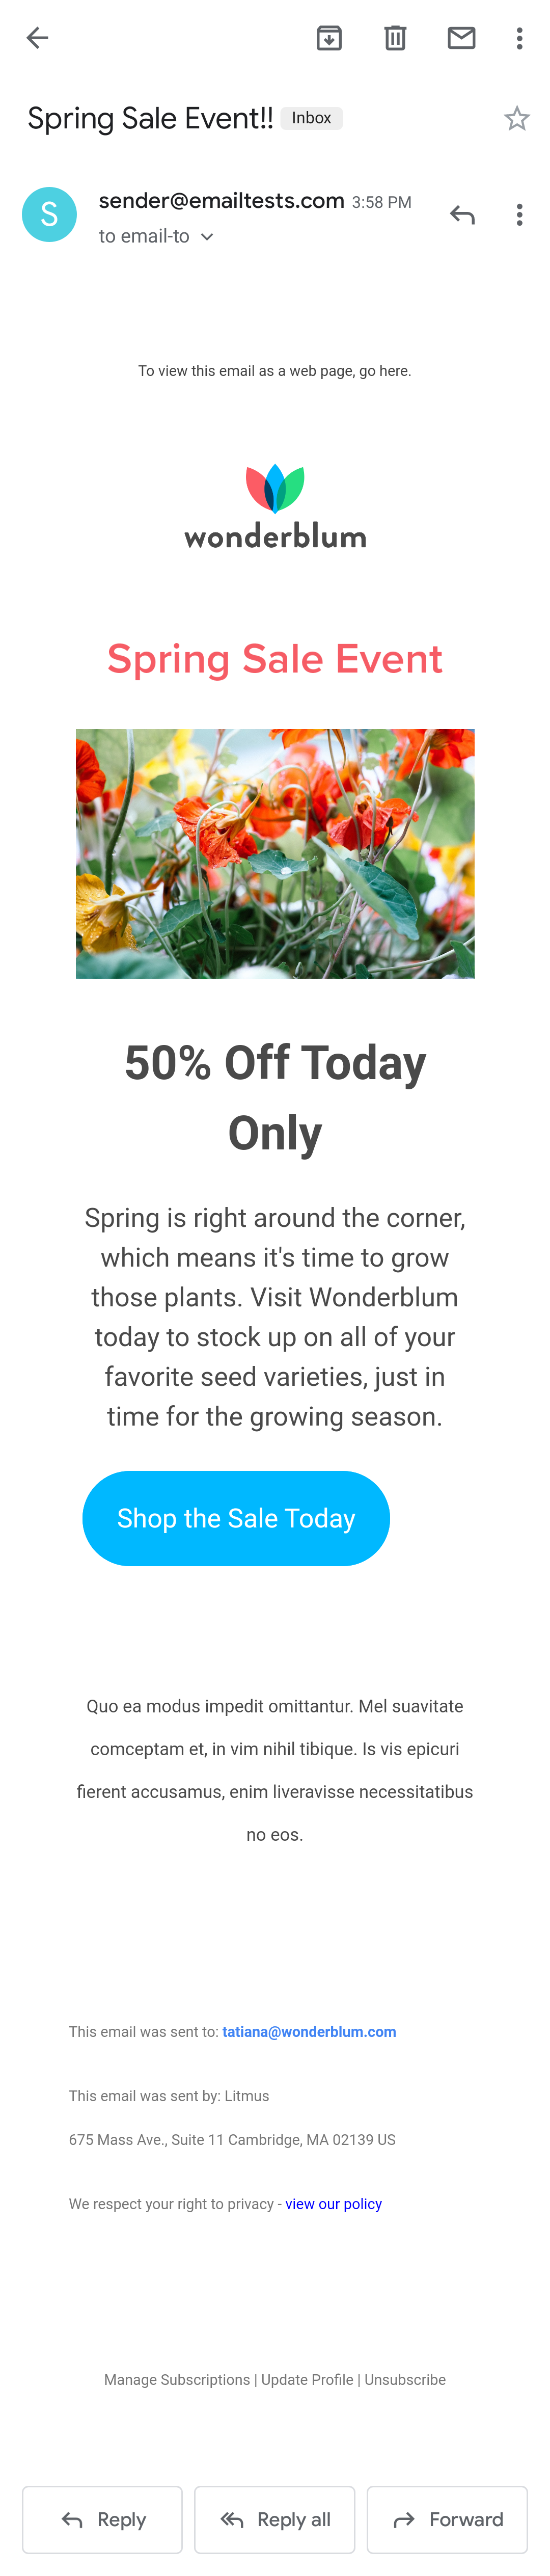 Spring Sale Event!! Inbox
S
sender@emailtests.com 3:58 PM
to email-to
To view this email as a web page, go here.
wonderblum
Spring Sale Event
50% Off Today
Only
Spring is right around the corner,
which means it's time to grow
those plants. Visit Wonderblum
today to stock up on all of your
favorite seed varieties, just in
time for the growing season.
Shop the Sale Today
Quo ea modus impedit omittantur. Mel suavitate
comceptam et, in vim nihil tibique. Is vis epicuri
fierent accusamus, enim liveravisse necessitatibus
no eos.
This email was sent to: tatiana@wonderblum.com
This email was sent by: Litmus
675 Mass Ave., Suite 11 Cambridge, MA 02139 US
We respect your right to privacy - view our policy
Manage Subscriptions | Update Profile | Unsubscribe
Reply Reply all Forward